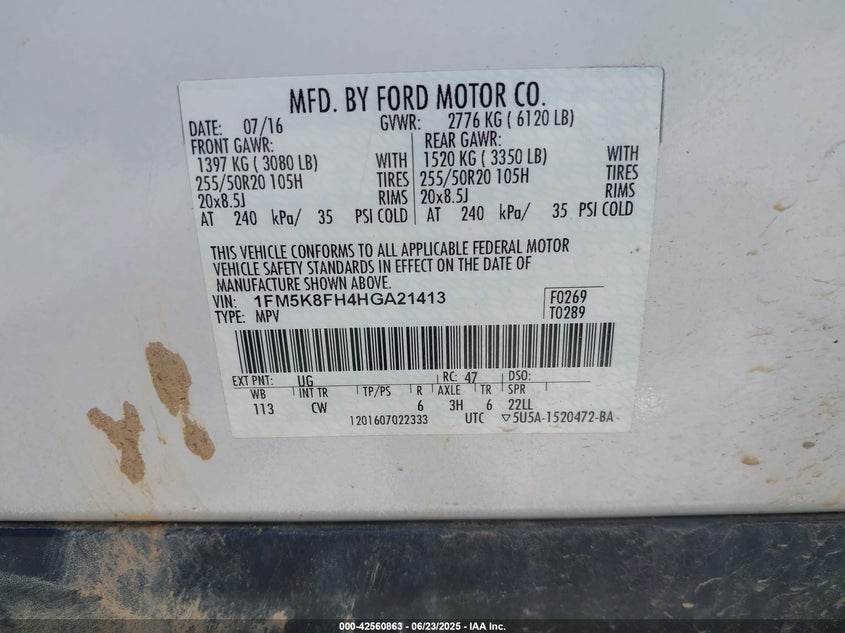 MFD. BY FORD MOTOR CO.
DATE: 07/16 GVWR: 2776 KG ( 6120 LB)
FRONT GAWR: REAR GAWR:
1397 KG ( 3080 LB) WITH 1520 KG ( 3350 LB) WITH
255/50R20 105H TIRES 255/50R20 105H TIRES
20x8.5J RIMS 20x8.5J RIMS
AT 240 kPa/ 35 PSI COLD AT 240 kPa/ 35 PSI COLD
THIS VEHICLE CONFORMS TO ALL APPLICABLE FEDERAL MOTOR
VEHICLE SAFETY STANDARDS IN EFFECT ON THE DATE OF
MANUFACTURE SHOWN ABOVE.
VIN: 1FM5K8FH4HGA21413 F0269
TYPE: MPV T0289
EXT PNT: UG RC: 47 DSO:
WB INT TR TP/PS R AXLE TR SPR
113 CW 6 3H 6 22LL
1201607022333 UTC ▽5U5A-1520472-BA
000-42560863 - 06/23/2025 - IAA Inc.